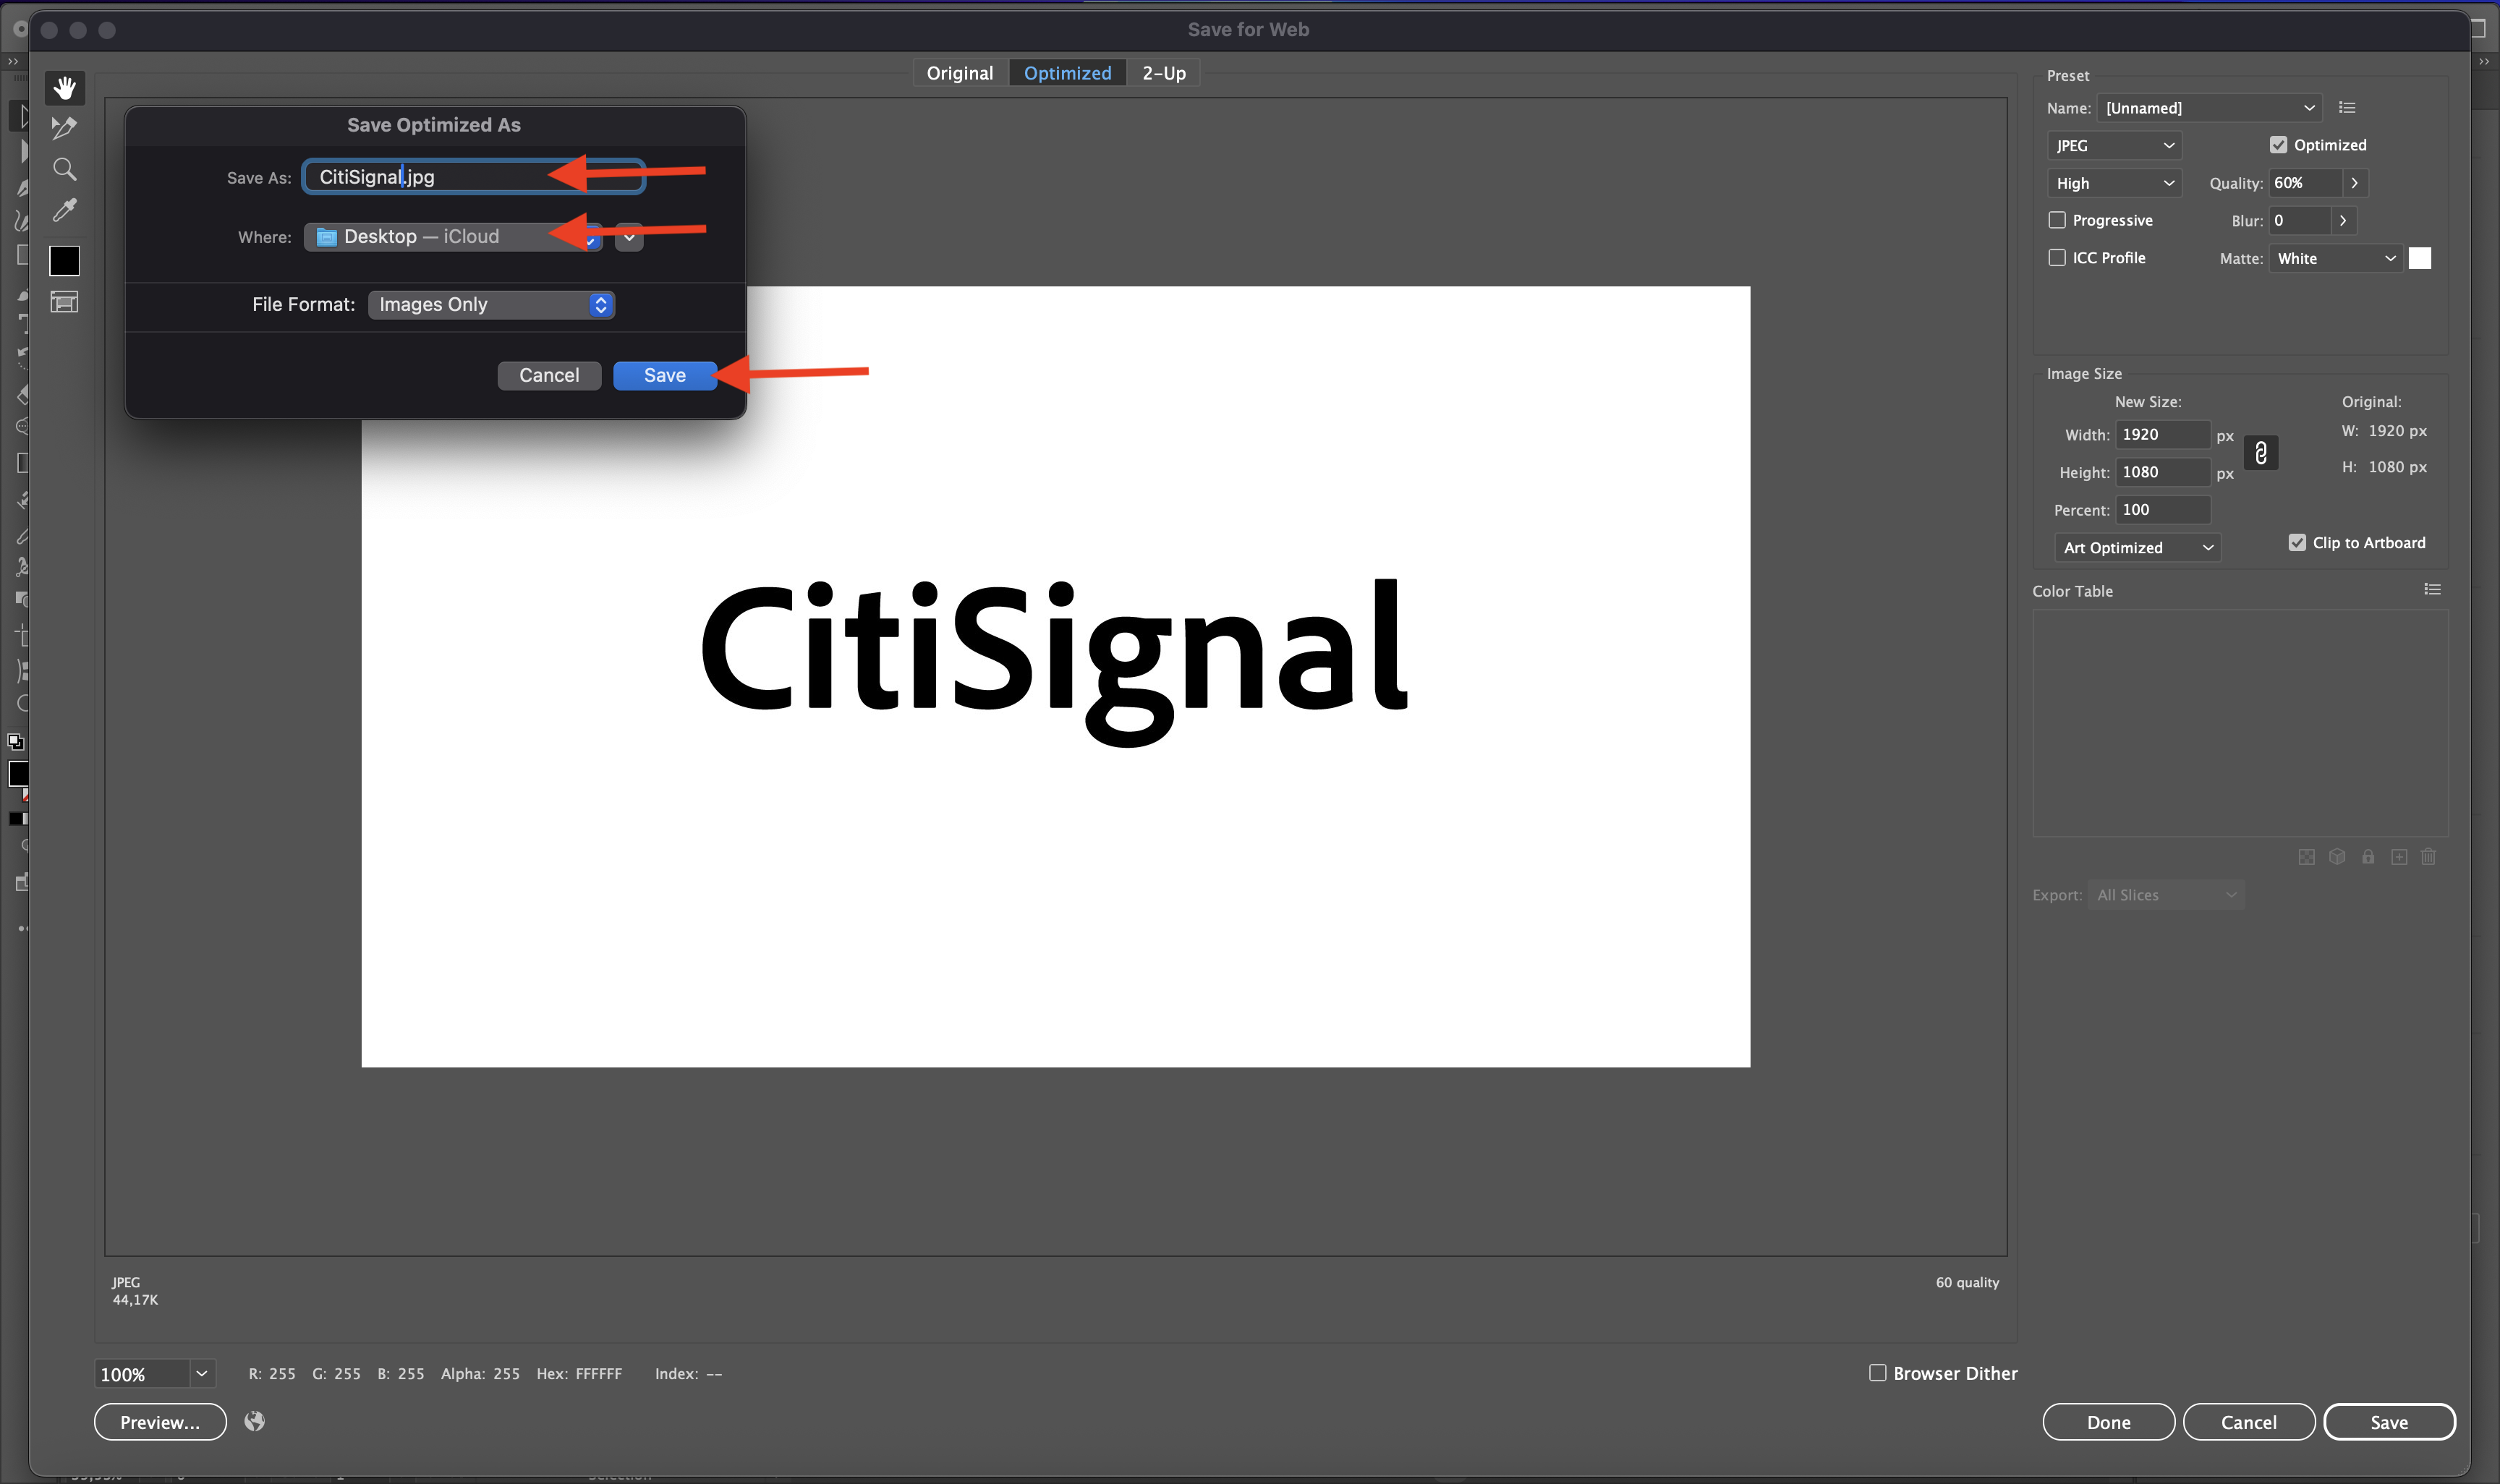 Save for Web
Original Optimized 2-Up
Save Optimized As
Save As: CitiSignal.jpg
Where: Desktop — iCloud
File Format: Images Only
Cancel Save
CitiSignal
Preset
Name: [Unnamed]
JPEG Optimized
High Quality: 60%
Progressive Blur: 0
ICC Profile Matte: White
Image Size
New Size: Original:
Width: 1920 px W: 1920 px
Height: 1080 px H: 1080 px
Percent: 100
Art Optimized Clip to Artboard
Color Table
Export: All Slices
JPEG
44,17K
60 quality
100% R: 255 G: 255 B: 255 Alpha: 255 Hex: FFFFFF Index: -- Browser Dither
Preview... Done Cancel Save